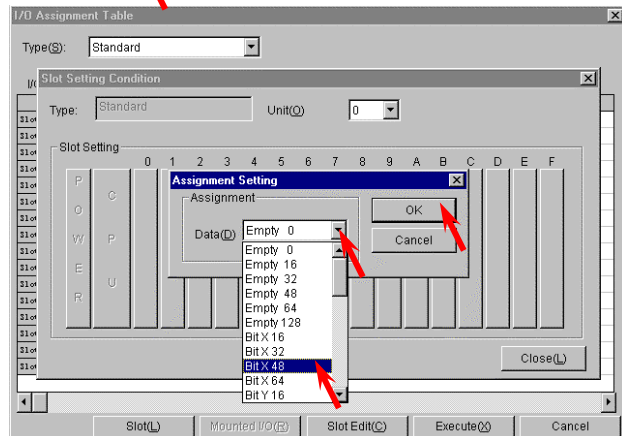 I/O Assignment Table
Type(S): Standard
I/
Slot Setting Condition
Type: Standard Unit(O) 0
Slot Setting
0 1 2 3 4 5 6 7 8 9 A B C D E F
POWER
CPU
Assignment Setting
Assignment
Data(D) Empty 0
OK
Cancel
Empty 0
Empty 16
Empty 32
Empty 48
Empty 64
Empty 128
Bit X 16
Bit X 32
Bit X 48
Bit X 64
Bit Y 16
Close(L)
Slot(L) Mounted I/O(R) Slot Edit(C) Execute(X) Cancel